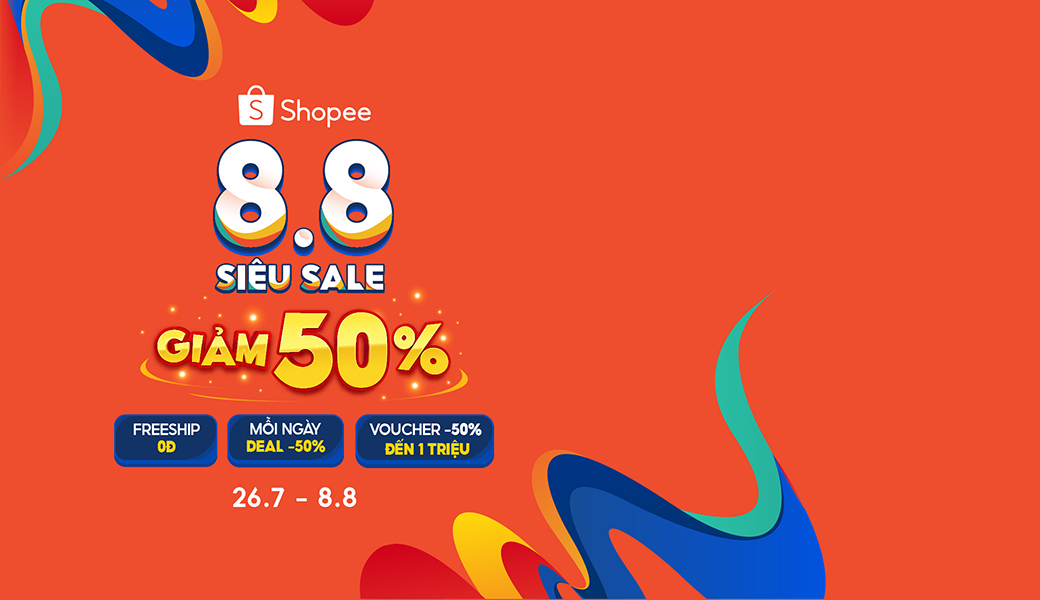 S
Shopee
8.8
SIÊU SALE
GIẢM 50%
FREESHIP
0Đ
MỖI NGÀY
DEAL -50%
VOUCHER -50%
ĐẾN 1 TRIỆU
26.7 - 8.8